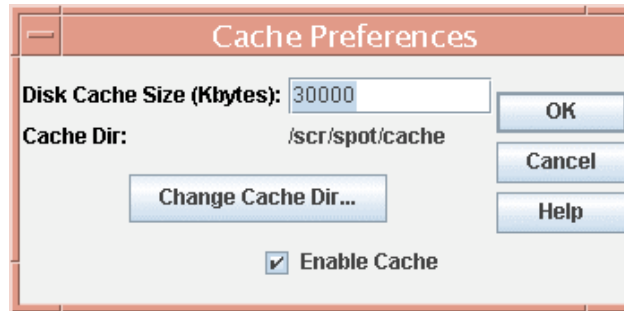 Cache Preferences
Disk Cache Size (Kbytes): 30000
OK
Cache Dir: /scr/spot/cache
Cancel
Change Cache Dir...
Help
Enable Cache